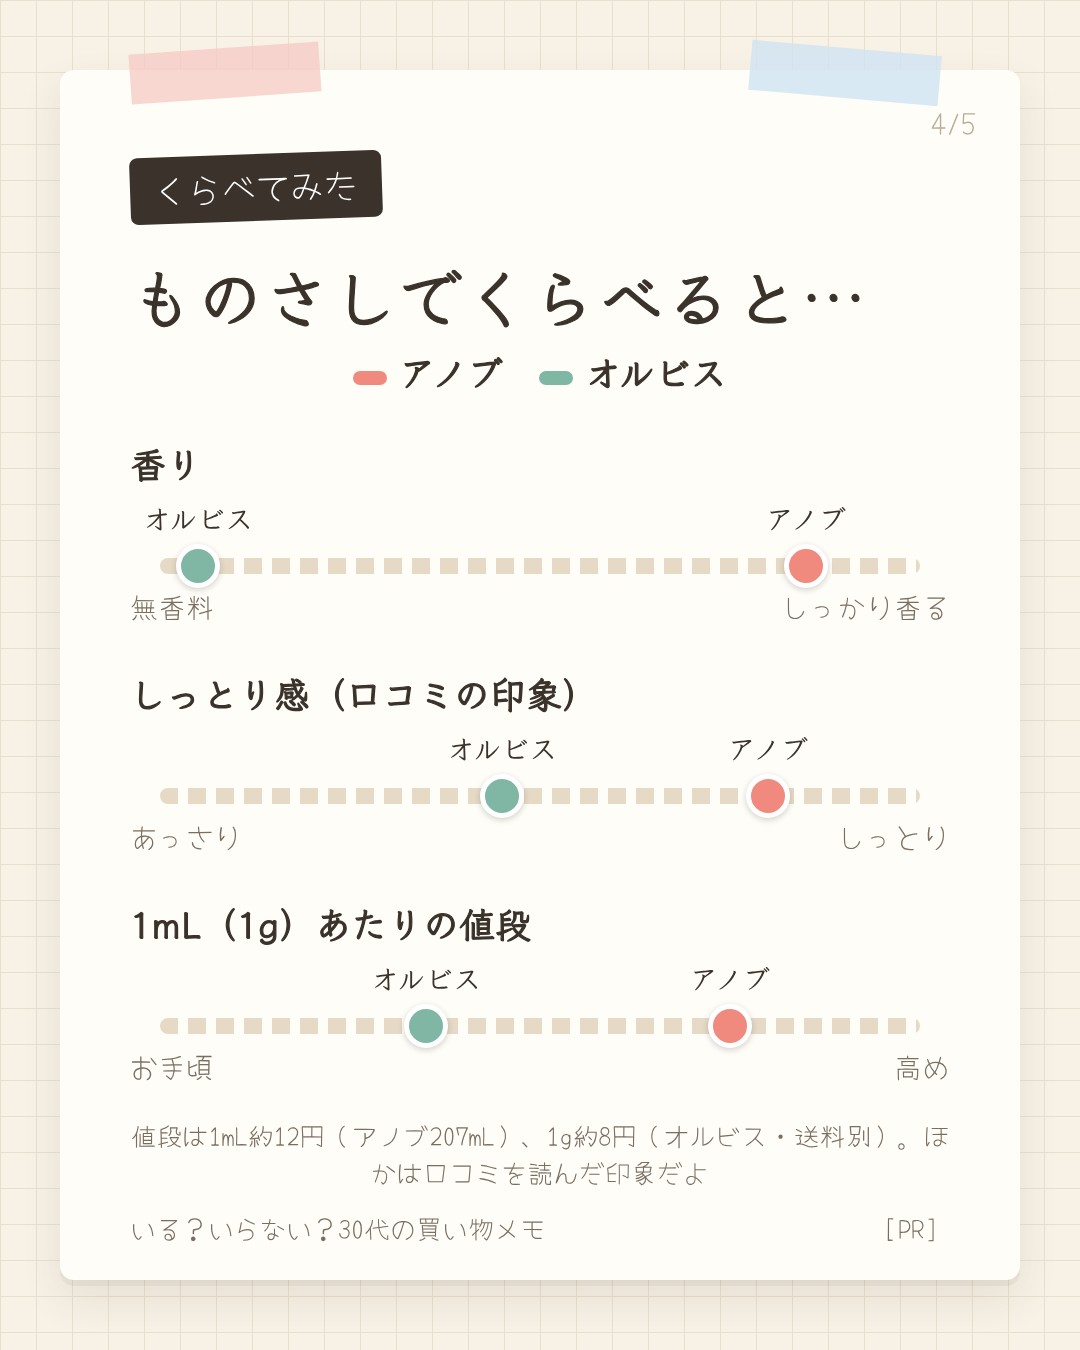 4/5
くらべてみた
ものさしでくらべると…
アノブ オルビス
香り
オルビス アノブ
無香料 しっかり香る
しっとり感（口コミの印象）
オルビス アノブ
あっさり しっとり
1mL（1g）あたりの値段
オルビス アノブ
お手頃 高め
値段は1mL約12円（アノブ207mL）、1g約8円（オルビス・送料別）。ほ
かは口コミを読んだ印象だよ
いる？いらない？30代の買い物メモ [PR]